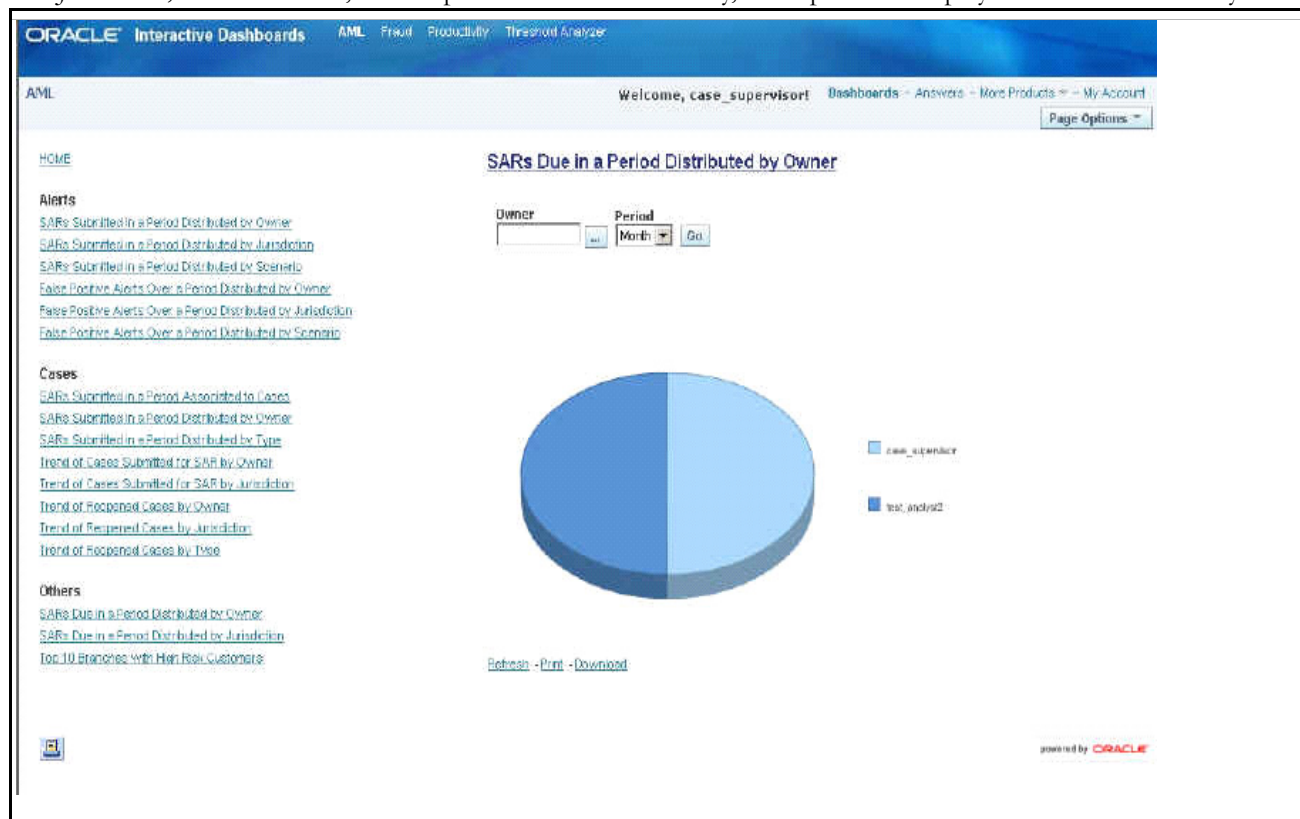 ORACLE Interactive Dashboards AML Fraud Productivity Threshold Analyzer
AML
Welcome, case_supervisor! Dashboards - Answers - More Products - My Account
Page Options
HOME
SARs Due in a Period Distributed by Owner
Alerts
Owner Period
SARs Submitted in a Period Distributed by Owner
... Month Go
SARs Submitted in a Period Distributed by Jurisdiction
SARs Submitted in a Period Distributed by Scenario
False Positive Alerts Over a Period Distributed by Owner
False Positive Alerts Over a Period Distributed by Jurisdiction
False Positive Alerts Over a Period Distributed by Scenario
Cases
SARs Submitted in a Period Associated to Cases
SARs Submitted in a Period Distributed by Owner
SARs Submitted in a Period Distributed by Type
Trend of Cases Submitted for SAR by Owner
Trend of Cases Submitted for SAR by Jurisdiction
Trend of Reopened Cases by Owner
Trend of Reopened Cases by Jurisdiction
Trend of Reopened Cases by Type
case_supervisor
test_analyst2
Others
SARs Due in a Period Distributed by Owner
SARs Due in a Period Distributed by Jurisdiction
Top 10 Branches with High Risk Customers
Refresh - Print - Download
powered by ORACLE